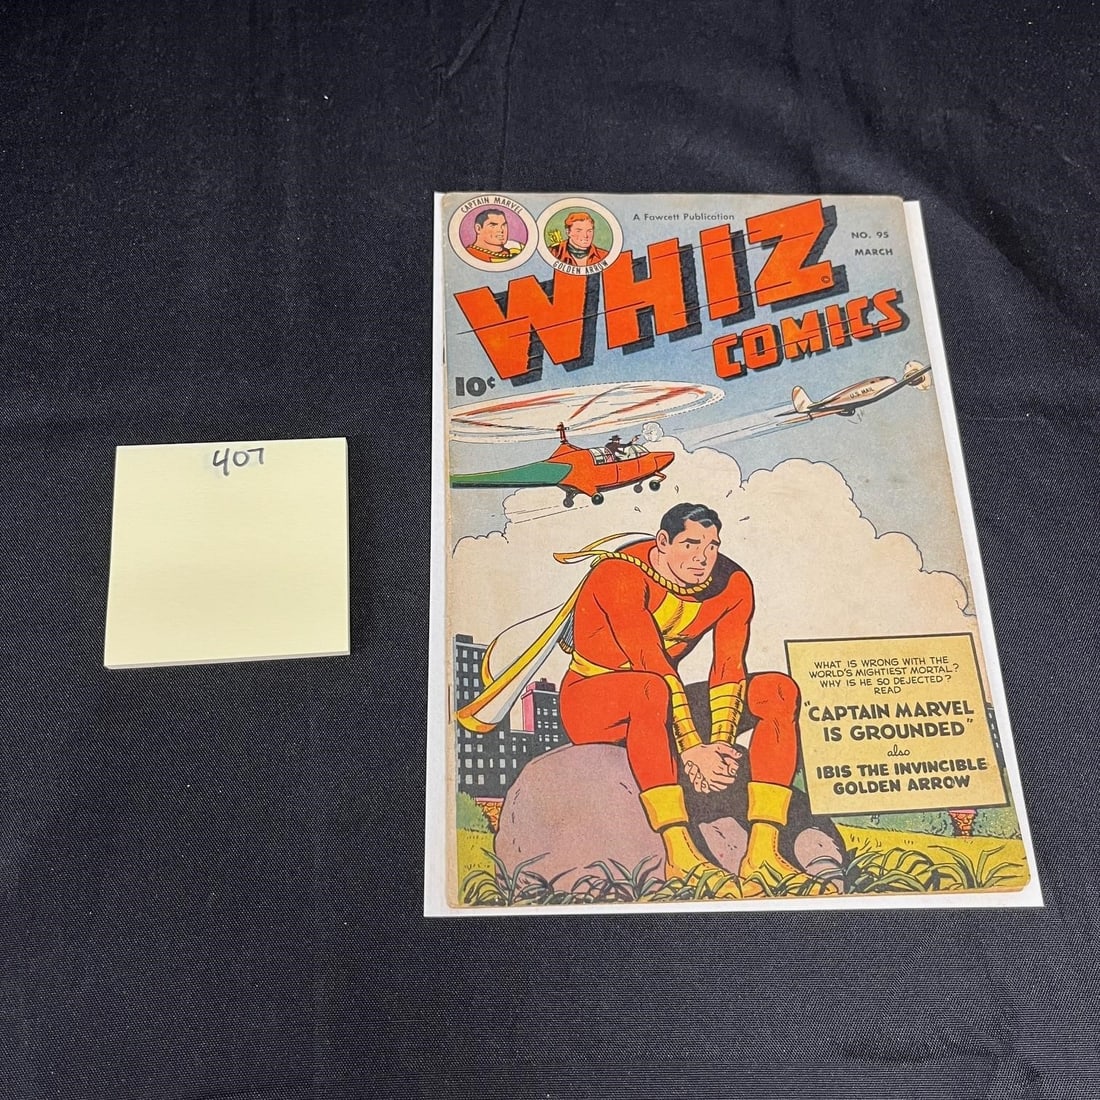 407
CAPTAIN MARVEL
GOLDEN ARROW
A Fawcett Publication
NO. 95
MARCH
WHIZ
©
COMICS
10¢
U.S. MAIL
WHAT IS WRONG WITH THE
WORLD'S MIGHTIEST MORTAL?
WHY IS HE SO DEJECTED?
READ
"CAPTAIN MARVEL
IS GROUNDED"
also
IBIS THE INVINCIBLE
GOLDEN ARROW